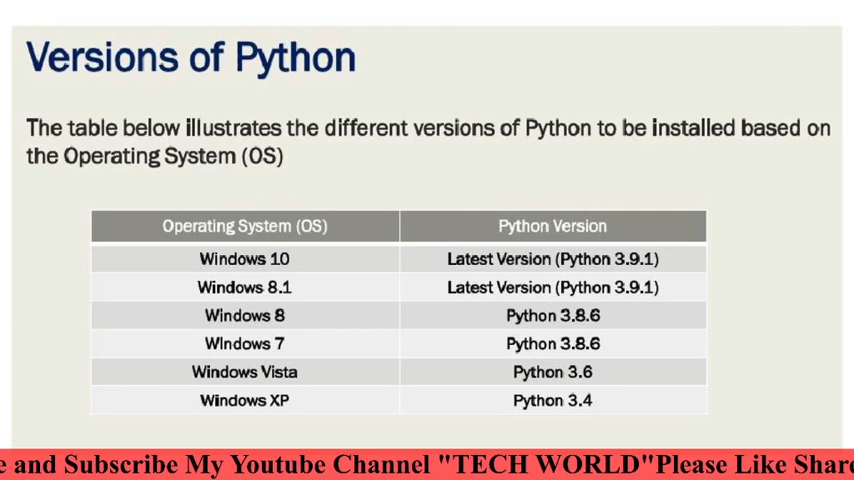 Versions of Python
The table below illustrates the different versions of Python to be installed based on
the Operating System (OS)
Operating System (OS) Python Version
Windows 10 Latest Version (Python 3.9.1)
Windows 8.1 Latest Version (Python 3.9.1)
Windows 8 Python 3.8.6
Windows 7 Python 3.8.6
Windows Vista Python 3.6
Windows XP Python 3.4
e and Subscribe My Youtube Channel "TECH WORLD"Please Like Share